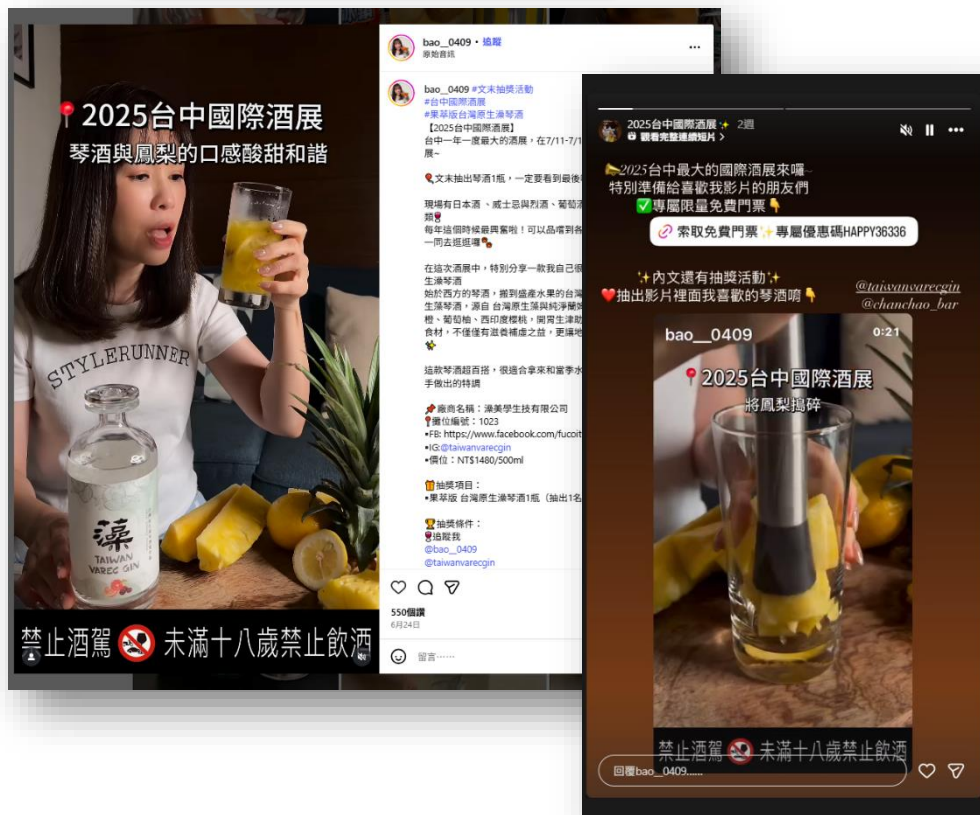 📍2025台中國際酒展
琴酒與鳳梨的口感酸甜和諧
STYLERUNNER
藻
TAIWAN
VAREC GIN
禁止酒駕 未滿十八歲禁止飲酒
bao__0409 • 追蹤
原始音訊
bao__0409 #文末抽獎活動
#台中國際酒展
#果萃版台灣原生澡琴酒
【2025台中國際酒展】
台中一年一度最大的酒展，在7/11-7/1
展~
🎈文末抽出琴酒1瓶，一定要看到最後
現場有日本酒、威士忌與烈酒、葡萄酒
類🍷
每年這個時候最興奮啦！可以品嚐到各
一同去逛逛囉
在這次酒展中，特別分享一款我自己很
生澡琴酒
始於西方的琴酒，搬到盛產水果的台灣
生藻琴酒，源自 台灣原生藻與純淨蘭
橙、葡萄柚、西印度櫻桃，開胃生津助
食材，不僅僅有滋養補虛之益，更讓地
這款琴酒超百搭，很適合拿來和當季水
手做出的特調
📌廠商名稱：澡美學生技有限公司
📍攤位編號：1023
•FB: https://www.facebook.com/fucoit
•IG:@taiwanvarecgin
•價位：NT$1480/500ml
🎁抽獎項目：
•果萃版 台灣原生澡琴酒1瓶（抽出1名
🏆抽獎條件：
🍷追蹤我
@bao__0409
@taiwanvarecgin
550個讚
6月24日
留言……
2025台中國際酒展✨ 2週
觀看完整連續短片 >
2025台中最大的國際酒展來囉~
特別準備給喜歡我影片的朋友們
✅專屬限量免費門票👇
索取免費門票✨專屬優惠碼HAPPY36336
✨內文還有抽獎活動✨
❤️抽出影片裡面我喜歡的琴酒唷👇
@taiwanvarecgin
@chanchao_bar
bao__0409
0:21
📍2025台中國際酒展
將鳳梨搗碎
禁止酒駕 未滿十八歲禁止飲酒
回覆bao__0409......